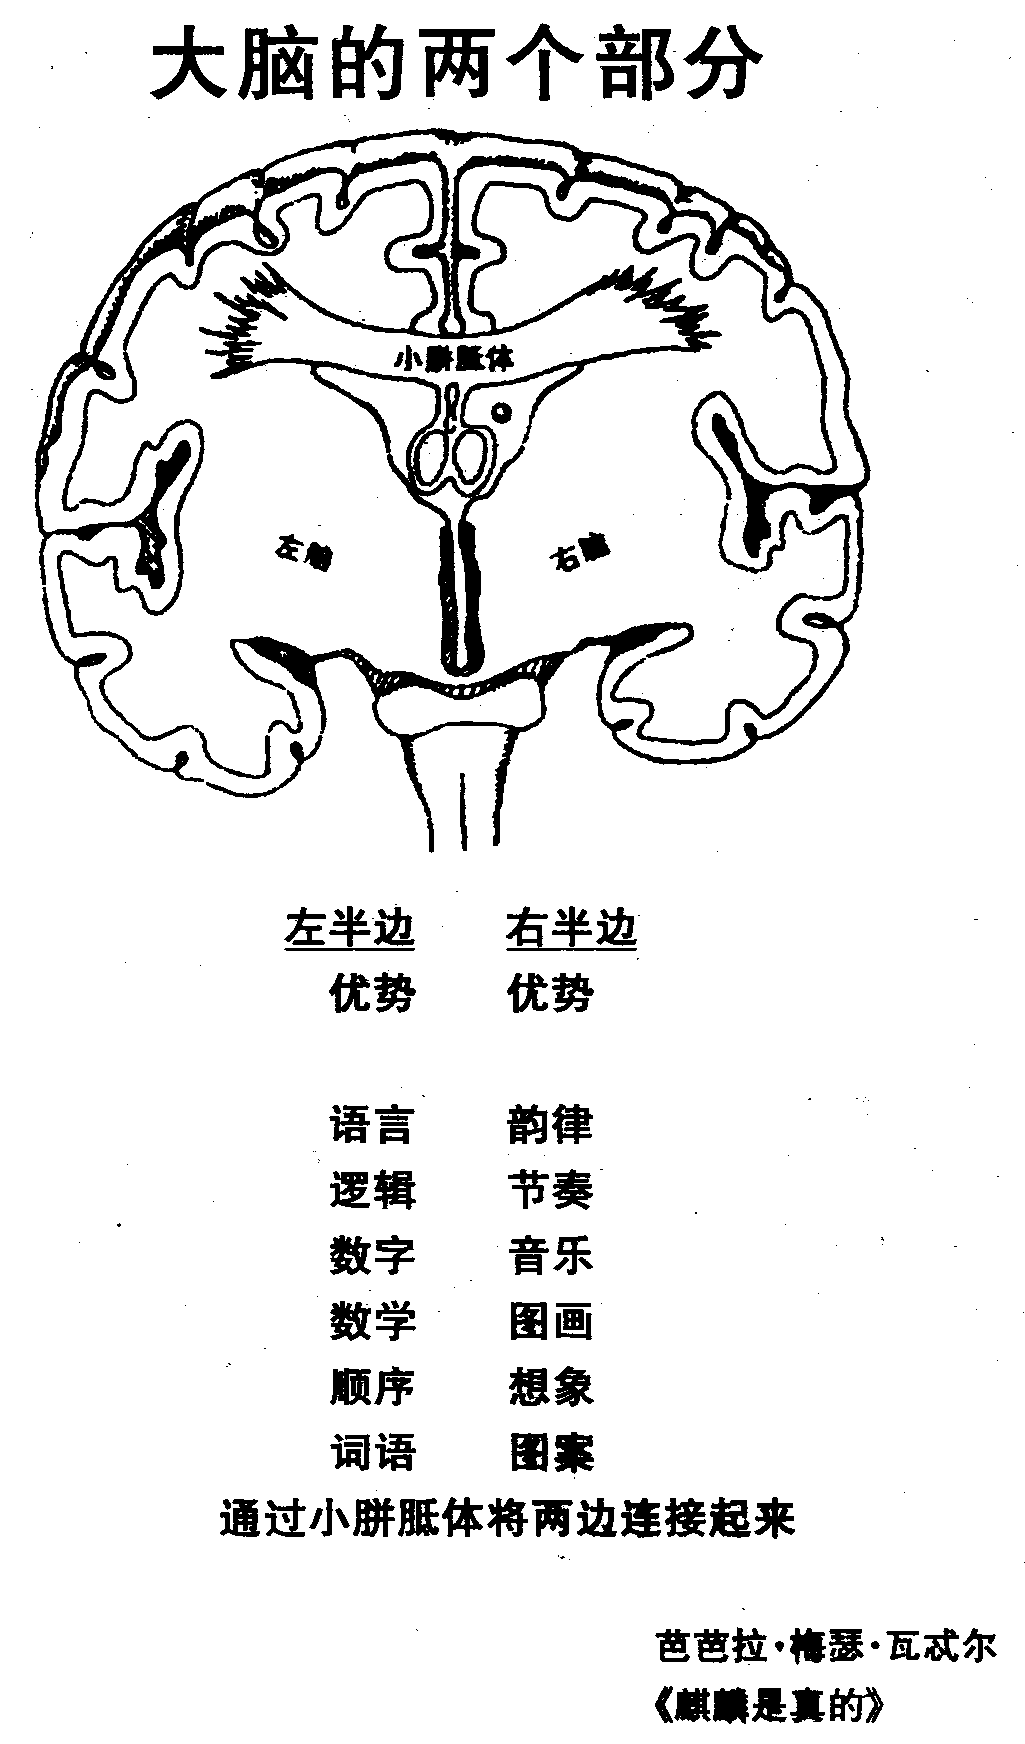 大脑的两个部分
小胼胝体
左脑 右脑
左半边 右半边
优势 优势
语言 韵律
逻辑 节奏
数字 音乐
数学 图画
顺序 想象
词语 图案
通过小胼胝体将两边连接起来
芭芭拉·梅瑟·瓦忒尔
《麒麟是真的》